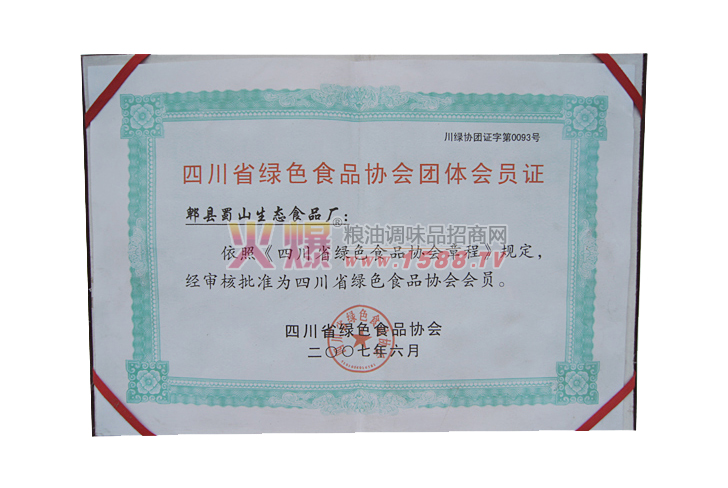 川绿协团证字第0093号
四川省绿色食品协会团体会员证
郫县蜀山生态食品厂：
依照《四川省绿色食品协会章程》规定，
经审核批准为四川省绿色食品协会会员。
四川省绿色食品协会
二〇〇七年六月
火爆®粮油调味品招商网
www.1588.TV